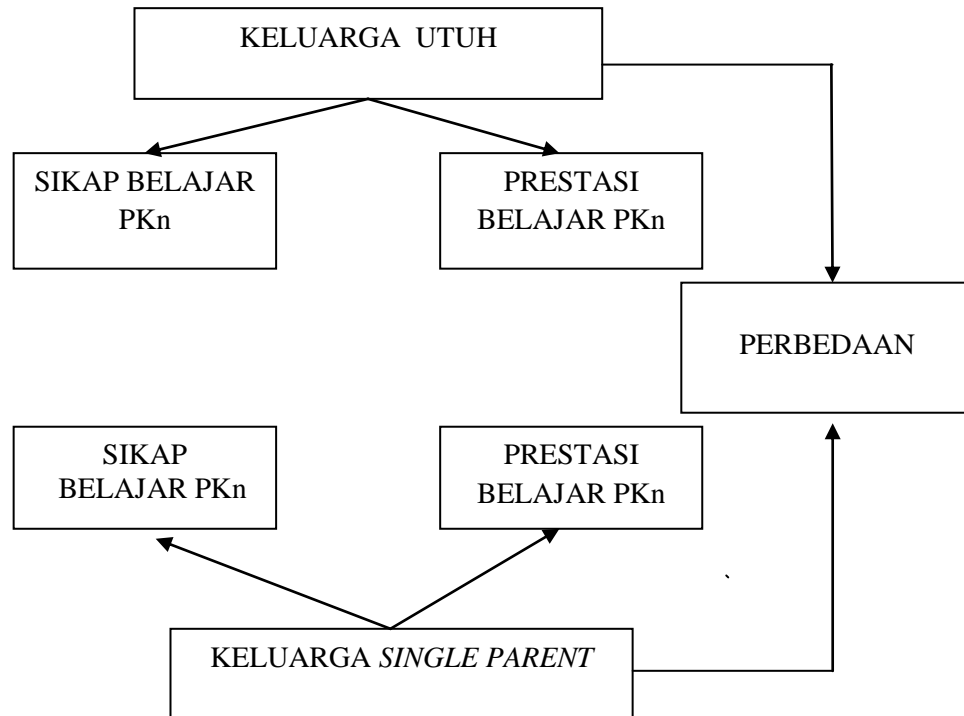 KELUARGA UTUH
SIKAP BELAJAR
PKn
PRESTASI
BELAJAR PKn
PERBEDAAN
SIKAP
BELAJAR PKn
PRESTASI
BELAJAR PKn
KELUARGA SINGLE PARENT